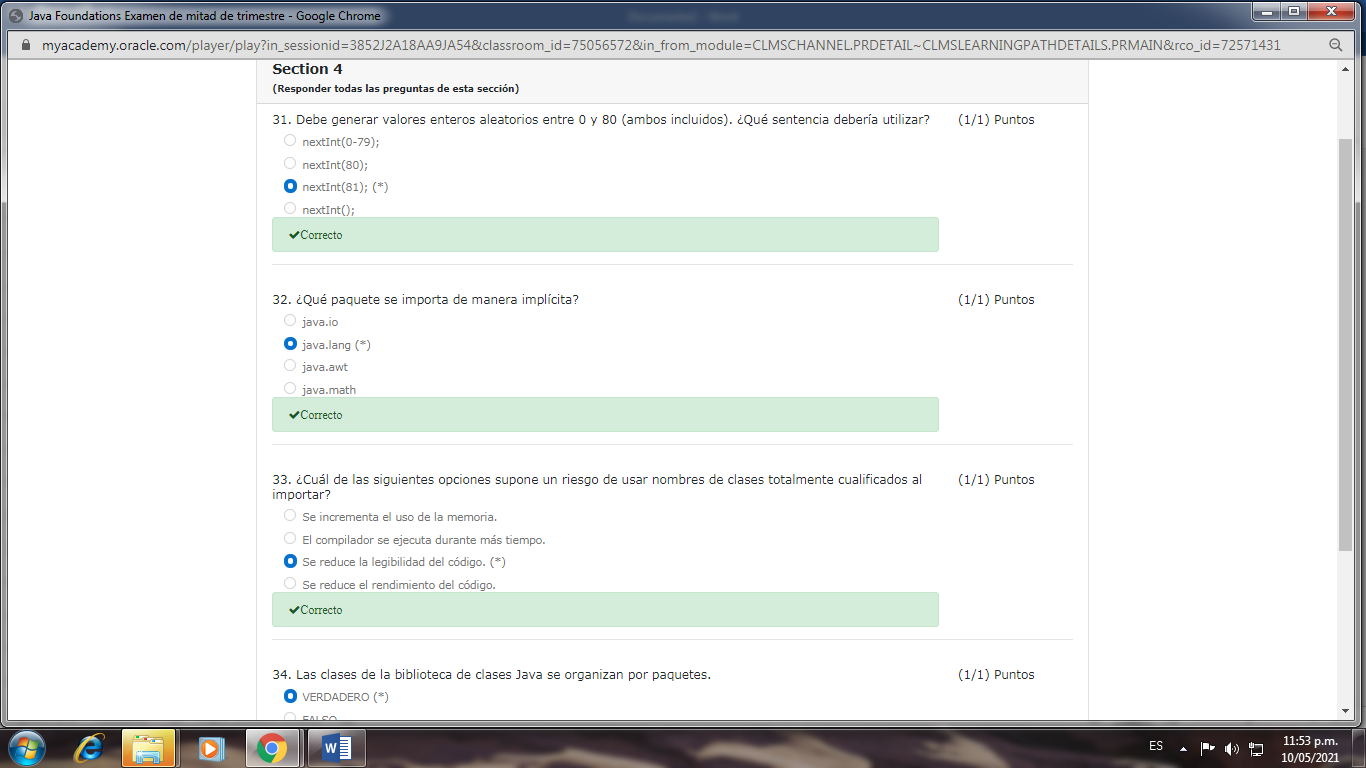 Java Foundations Examen de mitad de trimestre - Google Chrome
myacademy.oracle.com/player/play?in_sessionid=3852J2A18AA9JA54&classroom_id=75056572&in_from_module=CLMSCHANNEL.PRDETAIL~CLMSLEARNINGPATHDETAILS.PRMAIN&rco_id=72571431
Section 4
(Responder todas las preguntas de esta sección)
31. Debe generar valores enteros aleatorios entre 0 y 80 (ambos incluidos). ¿Qué sentencia debería utilizar? (1/1) Puntos
nextInt(0-79);
nextInt(80);
nextInt(81); (*)
nextInt();
Correcto
32. ¿Qué paquete se importa de manera implícita? (1/1) Puntos
java.io
java.lang (*)
java.awt
java.math
Correcto
33. ¿Cuál de las siguientes opciones supone un riesgo de usar nombres de clases totalmente cualificados al (1/1) Puntos
importar?
Se incrementa el uso de la memoria.
El compilador se ejecuta durante más tiempo.
Se reduce la legibilidad del código. (*)
Se reduce el rendimiento del código.
Correcto
34. Las clases de la biblioteca de clases Java se organizan por paquetes. (1/1) Puntos
VERDADERO (*)
FALSO
ES
11:53 p.m.
10/05/2021